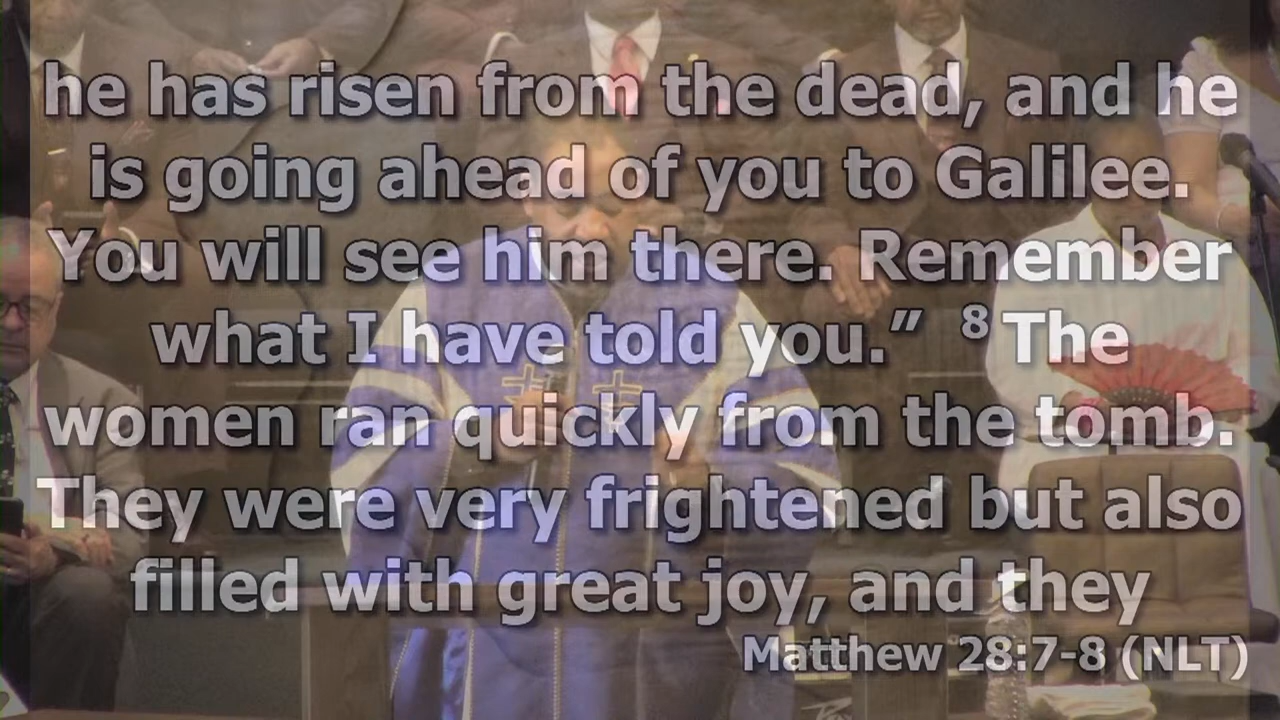 he has risen from the dead, and he
is going ahead of you to Galilee.
You will see him there. Remember
what I have told you.” ⁸ The
women ran quickly from the tomb.
They were very frightened but also
filled with great joy, and they
Matthew 28:7-8 (NLT)